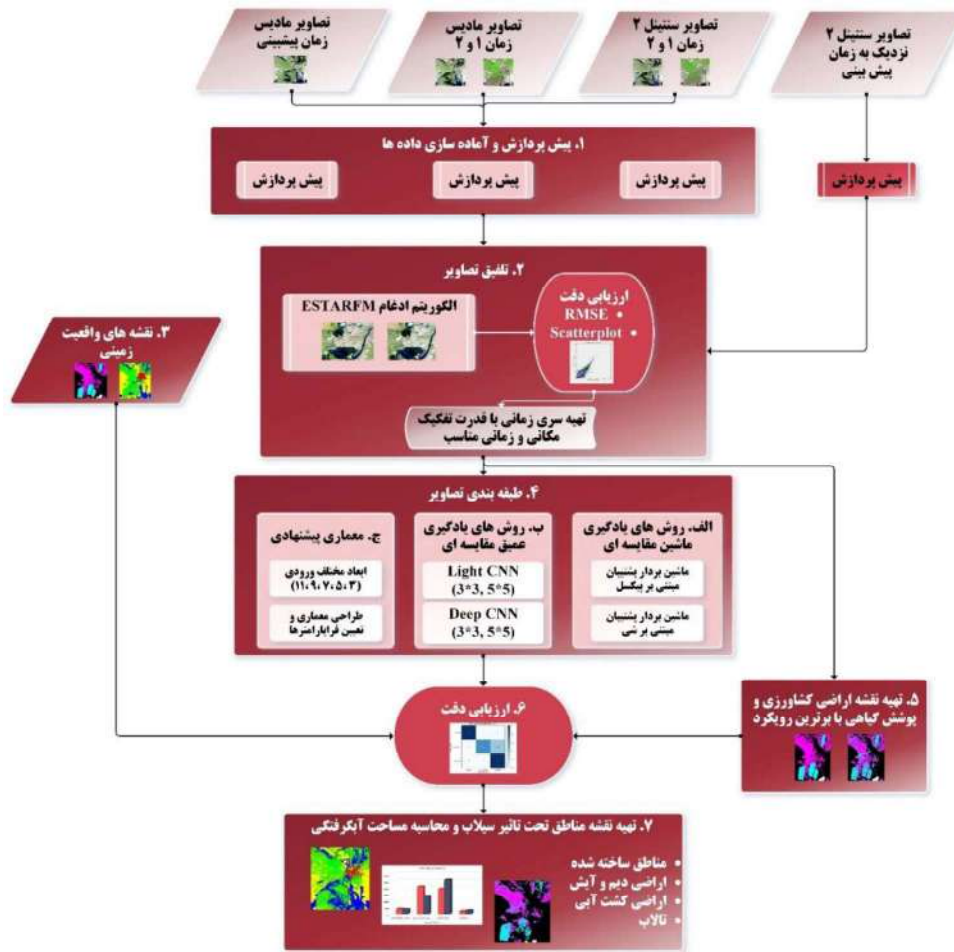 تصاویر سنتینل ۲
نزدیک به زمان
پیش بینی
تصاویر سنتینل ۲
زمان ۱ و ۲
تصاویر مادیس
زمان ۱ و ۲
تصاویر مادیس
زمان پیشبینی
۱. پیش پردازش و آماده سازی داده ها
پیش پردازش
پیش پردازش
پیش پردازش
پیش پردازش
۲. تلفیق تصاویر
الگوریتم ادغام ESTARFM
ارزیابی دقت
• RMSE
• Scatterplot
تهیه سری زمانی با قدرت تفکیک
مکانی و زمانی مناسب
۳. نقشه های واقعیت
زمینی
۴. طبقه بندی تصاویر
الف. روش های یادگیری
ماشین مقایسه ای
ماشین بردار پشتیبان
مبتنی بر پیکسل
ماشین بردار پشتیبان
مبتنی بر شی
ب. روش های یادگیری
عمیق مقایسه ای
Light CNN
(3*3, 5*5)
Deep CNN
(3*3, 5*5)
ج. معماری پیشنهادی
ابعاد مختلف ورودی
(۳، ۵، ۷، ۹، ۱۱)
طراحی معماری و
تعیین فراپارامترها
۵. تهیه نقشه اراضی کشاورزی و
پوشش گیاهی با برترین رویکرد
۶. ارزیابی دقت
۷. تهیه نقشه مناطق تحت تاثیر سیلاب و محاسبه مساحت آبگرفتگی
• مناطق ساخته شده
• اراضی دیم و آیش
• اراضی کشت آبی
• تالاب